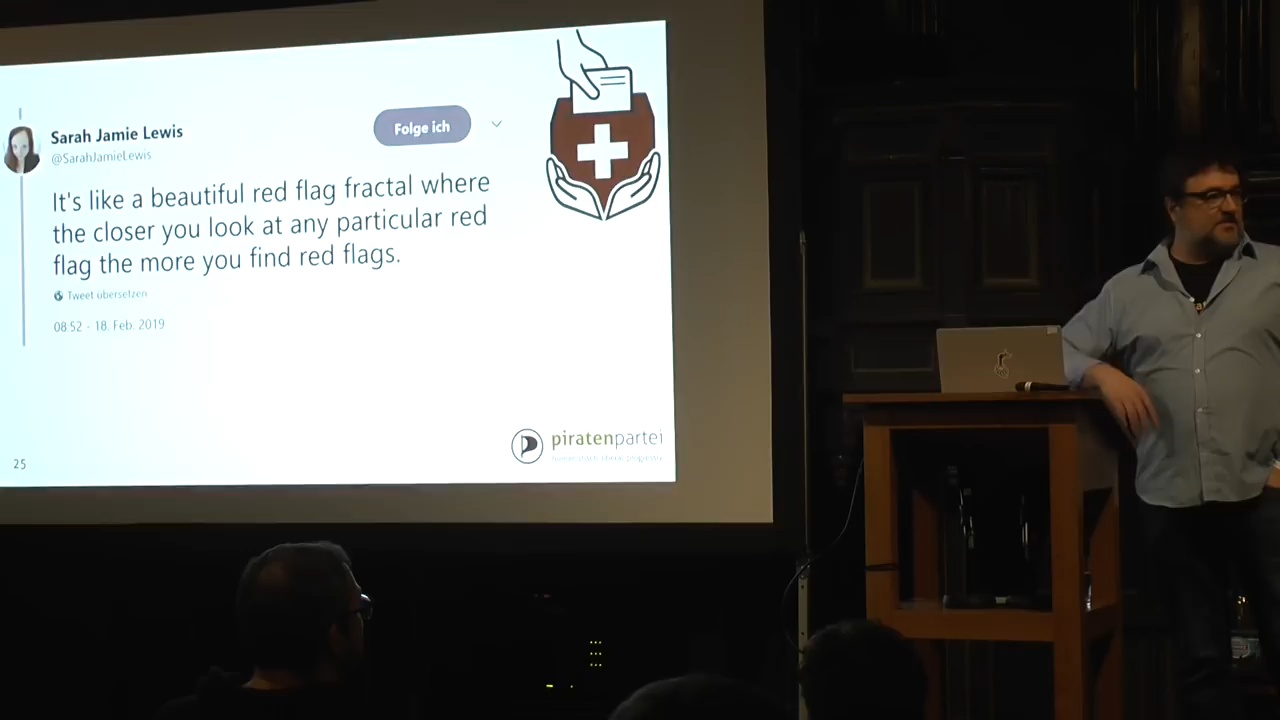 Sarah Jamie Lewis
@SarahJamieLewis
Folge ich
It's like a beautiful red flag fractal where
the closer you look at any particular red
flag the more you find red flags.
Tweet übersetzen
08:52 - 18. Feb. 2019
25
piratenpartei